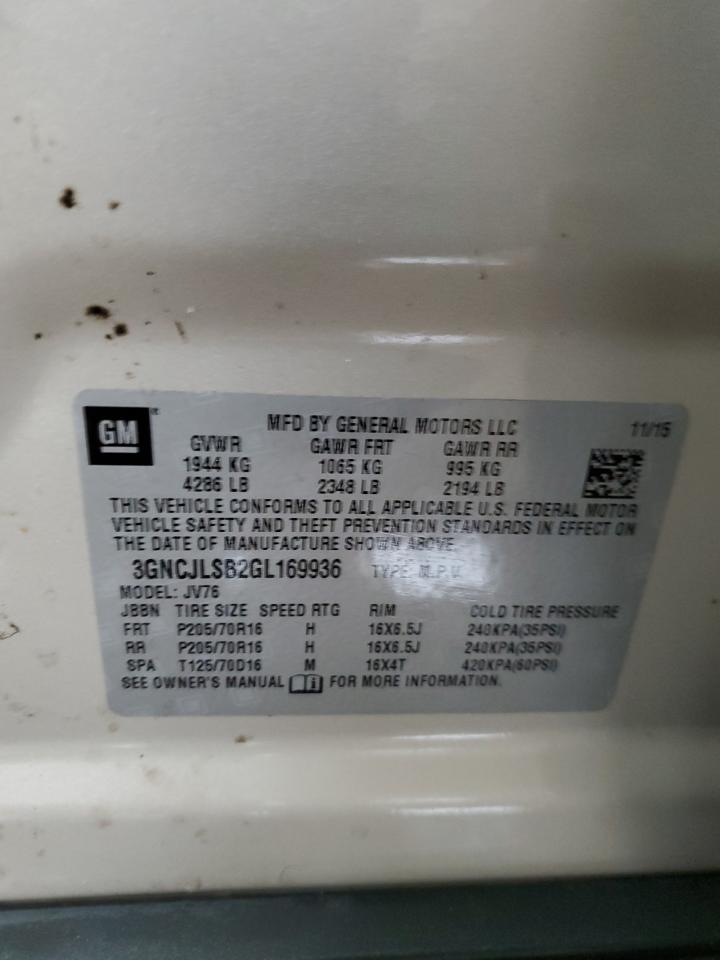 GM ® MFD BY GENERAL MOTORS LLC 11/15
GVWR GAWR FRT GAWR RR
1944 KG 1065 KG 995 KG
4286 LB 2348 LB 2194 LB
THIS VEHICLE CONFORMS TO ALL APPLICABLE U.S. FEDERAL MOTOR
VEHICLE SAFETY AND THEFT PREVENTION STANDARDS IN EFFECT ON
THE DATE OF MANUFACTURE SHOWN ABOVE.
3GNCJLSB2GL169936 TYPE: M.P.V.
MODEL: JV76
JBBN TIRE SIZE SPEED RTG RIM COLD TIRE PRESSURE
FRT P205/70R16 H 16X6.5J 240KPA(35PSI)
RR P205/70R16 H 16X6.5J 240KPA(35PSI)
SPA T125/70D16 M 16X4T 420KPA(60PSI)
SEE OWNER'S MANUAL i FOR MORE INFORMATION.